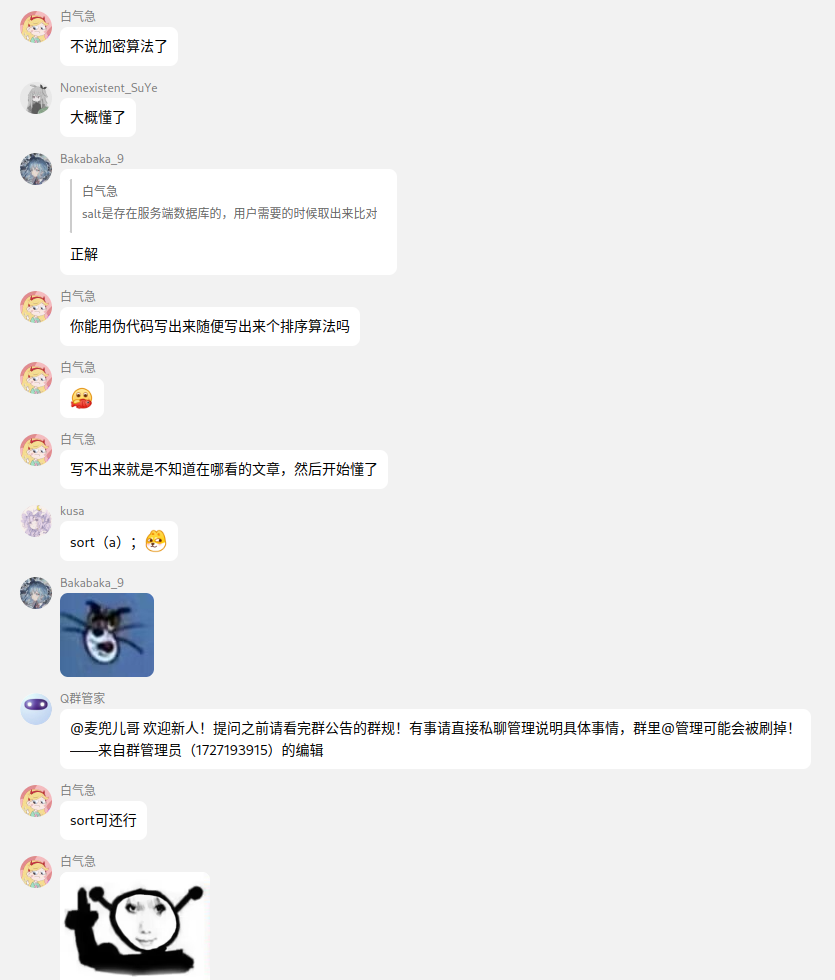 白气急
不说加密算法了
Nonexistent_SuYe
大概懂了
Bakabaka_9
白气急
salt是存在服务端数据库的，用户需要的时候取出来比对
正解
白气急
你能用伪代码写出来随便写出来个排序算法吗
白气急
白气急
写不出来就是不知道在哪看的文章，然后开始懂了
kusa
sort（a）；
Bakabaka_9
Q群管家
@麦兜儿哥 欢迎新人！提问之前请看完群公告的群规！有事请直接私聊管理说明具体事情，群里@管理可能会被刷掉！
——来自群管理员（1727193915）的编辑
白气急
sort可还行
白气急